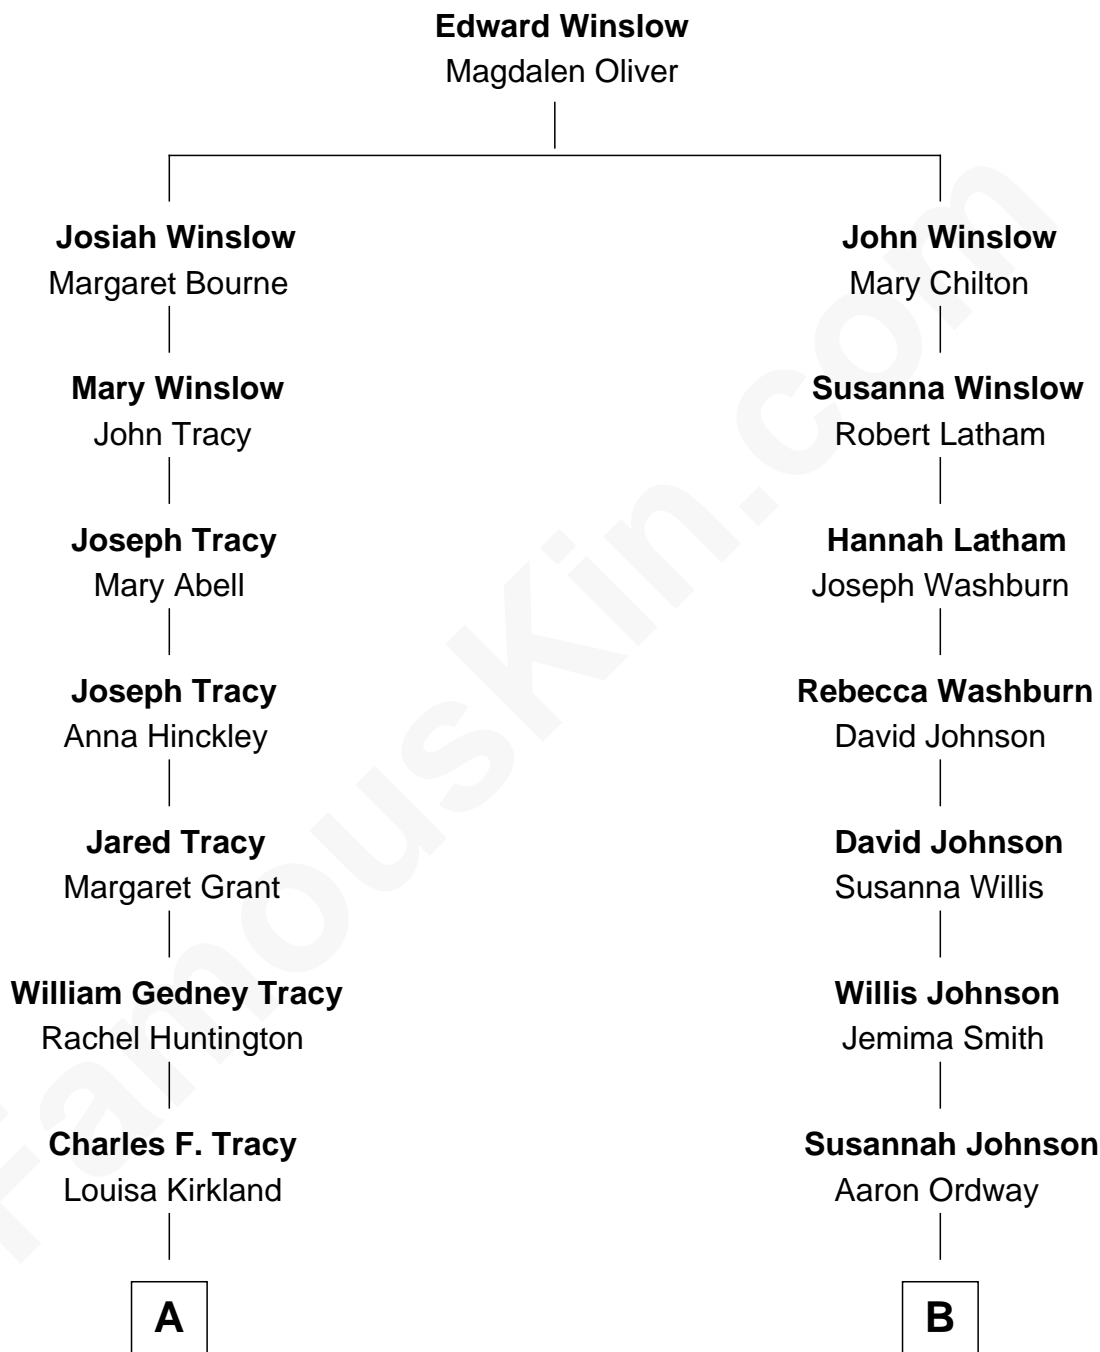 Edward Winslow
Magdalen Oliver
Josiah Winslow
Margaret Bourne
Mary Winslow
John Tracy
Joseph Tracy
Mary Abell
Joseph Tracy
Anna Hinckley
Jared Tracy
Margaret Grant
William Gedney Tracy
Rachel Huntington
Charles F. Tracy
Louisa Kirkland
A
John Winslow
Mary Chilton
Susanna Winslow
Robert Latham
Hannah Latham
Joseph Washburn
Rebecca Washburn
David Johnson
David Johnson
Susanna Willis
Willis Johnson
Jemima Smith
Susannah Johnson
Aaron Ordway
B
FamousKin.com